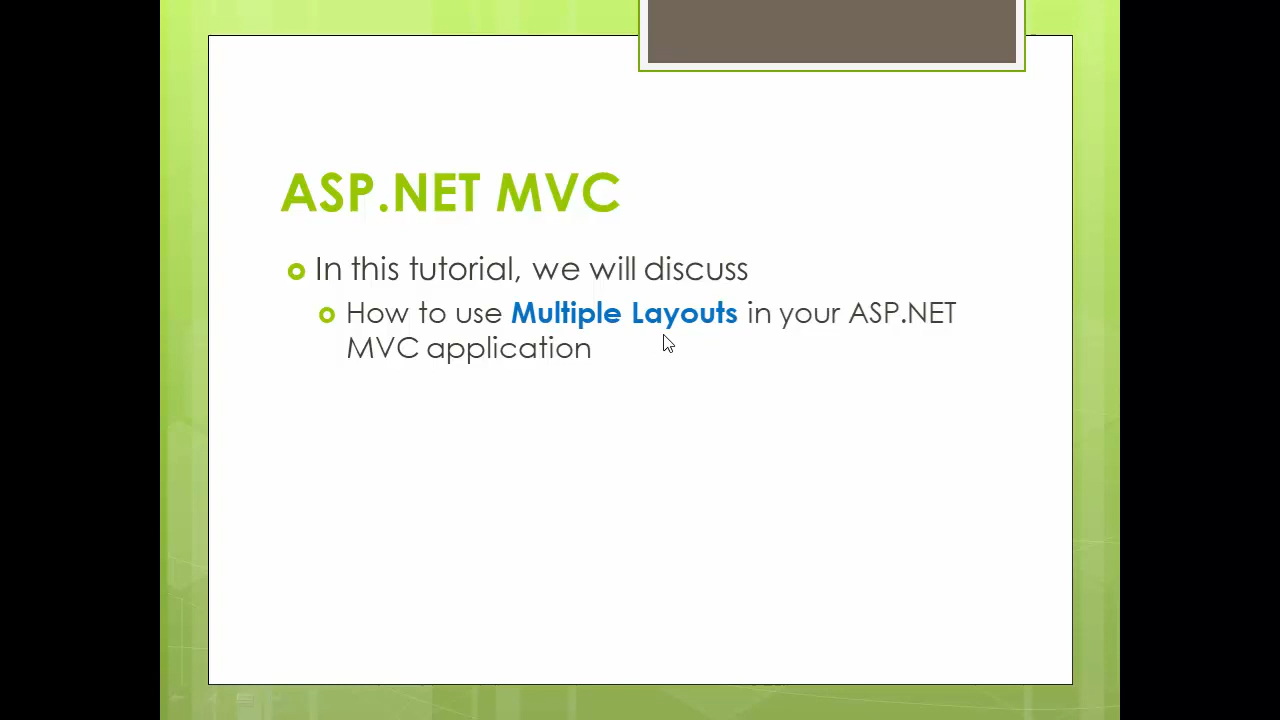 ASP.NET MVC
In this tutorial, we will discuss
How to use Multiple Layouts in your ASP.NET
MVC application